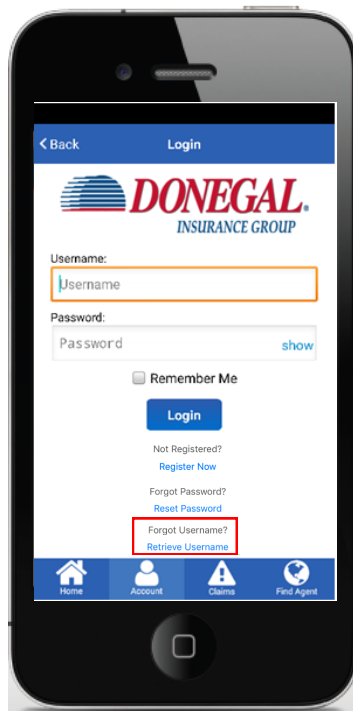 Back Login
DONEGAL.
INSURANCE GROUP
Username:
Username
Password:
Password show
Remember Me
Login
Not Registered?
Register Now
Forgot Password?
Reset Password
Forgot Username?
Retrieve Username
Home Account Claims Find Agent